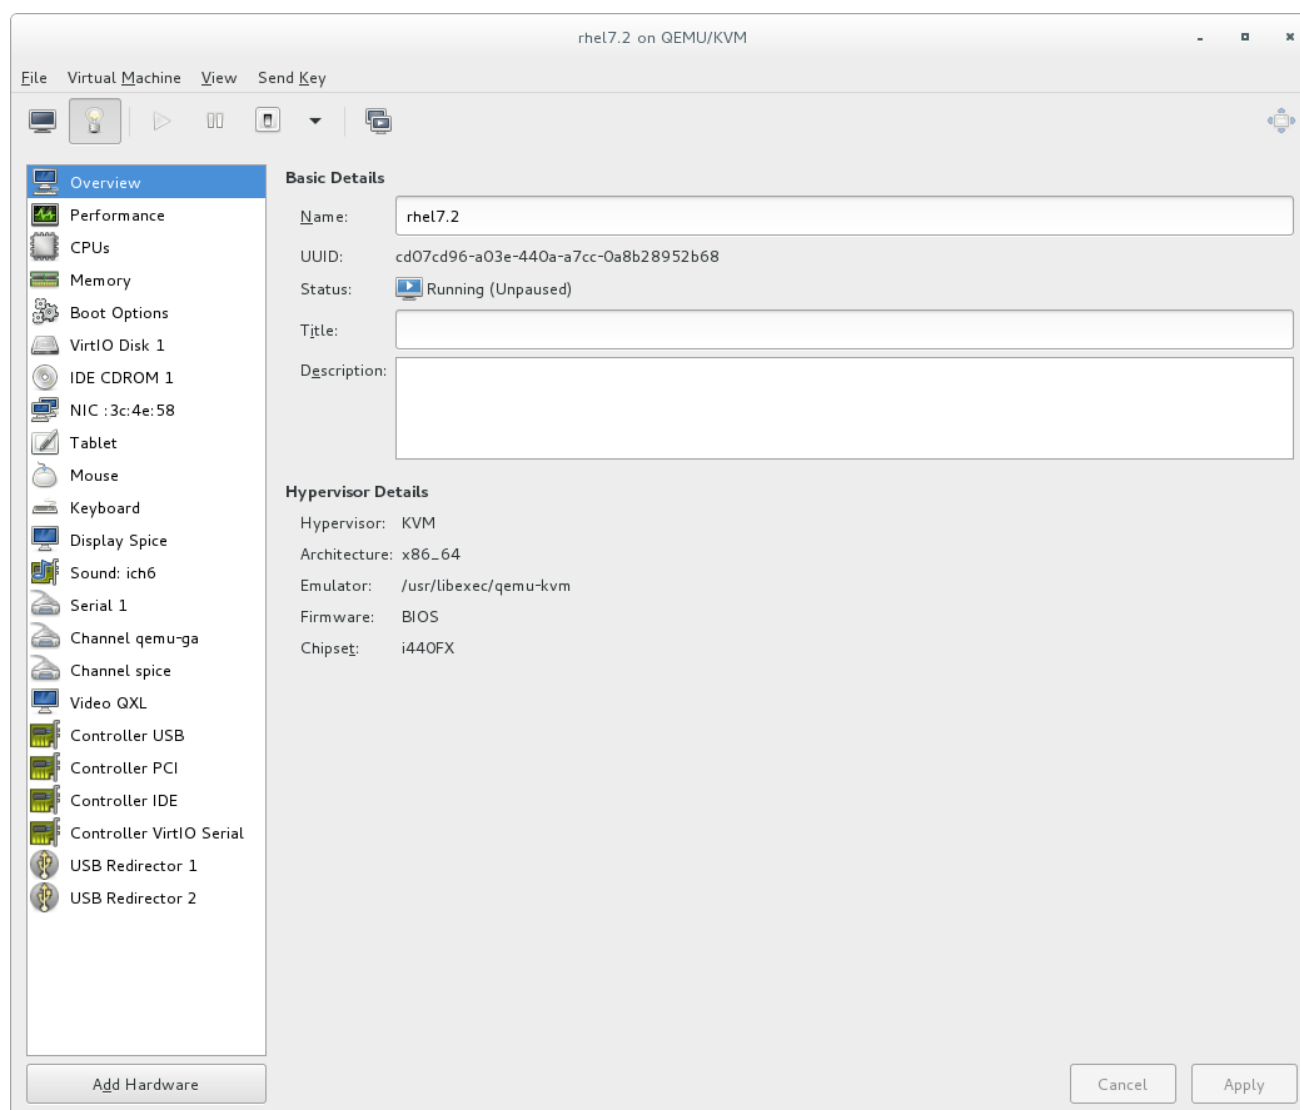 rhel7.2 on QEMU/KVM
File Virtual Machine View Send Key
Overview
Performance
CPUs
Memory
Boot Options
VirtIO Disk 1
IDE CDROM 1
NIC :3c:4e:58
Tablet
Mouse
Keyboard
Display Spice
Sound: ich6
Serial 1
Channel qemu-ga
Channel spice
Video QXL
Controller USB
Controller PCI
Controller IDE
Controller VirtIO Serial
USB Redirector 1
USB Redirector 2
Add Hardware
Basic Details
Name: rhel7.2
UUID: cd07cd96-a03e-440a-a7cc-0a8b28952b68
Status: Running (Unpaused)
Title:
Description:
Hypervisor Details
Hypervisor: KVM
Architecture: x86_64
Emulator: /usr/libexec/qemu-kvm
Firmware: BIOS
Chipset: i440FX
Cancel Apply